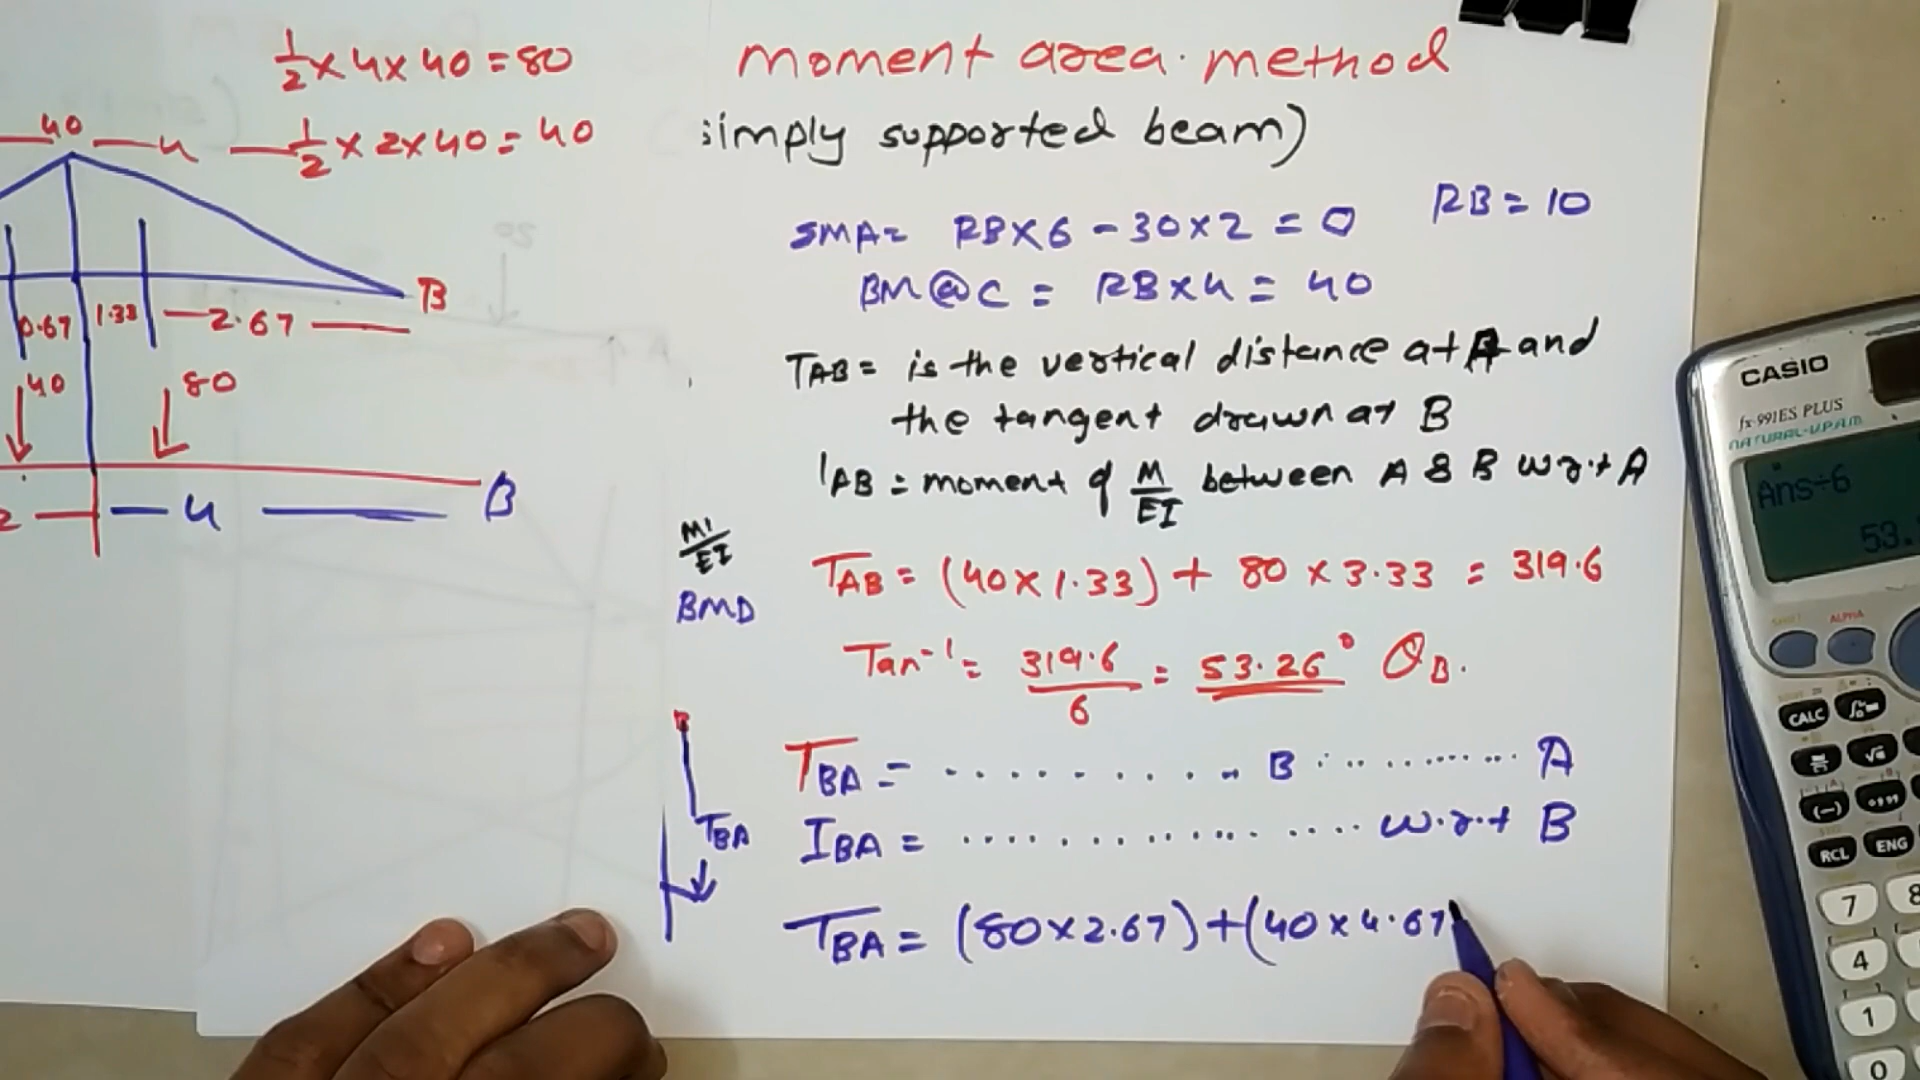 1/2 x 4 x 40 = 80
1/2 x 2 x 40 = 40
40
4
B
0.67
1.33
2.67
40
80
2
4
B
moment area method
simply supported beam)
ΣMA= RB x 6 - 30 x 2 = 0
RB = 10
BM @ C = RB x 4 = 40
TAB = is the vertical distance at A and
the tangent drawn at B
TAB = moment of M/EI between A & B w.r.t A
M/EI
BMD
TAB = (40 x 1.33) + 80 x 3.33 = 319.6
Tan⁻¹ = 319.6/6 = 53.26° θB.
TBA = .......... B .......... A
IBA = .......... w.r.t B
TBA
TBA = (80 x 2.67) + (40 x 4.67
CASIO
fx-991ES PLUS
NATURAL-V.P.A.M.
Ans÷6
53.
SHIFT
ALPHA
CALC
RCL
ENG
(-)
7
8
4
1
0